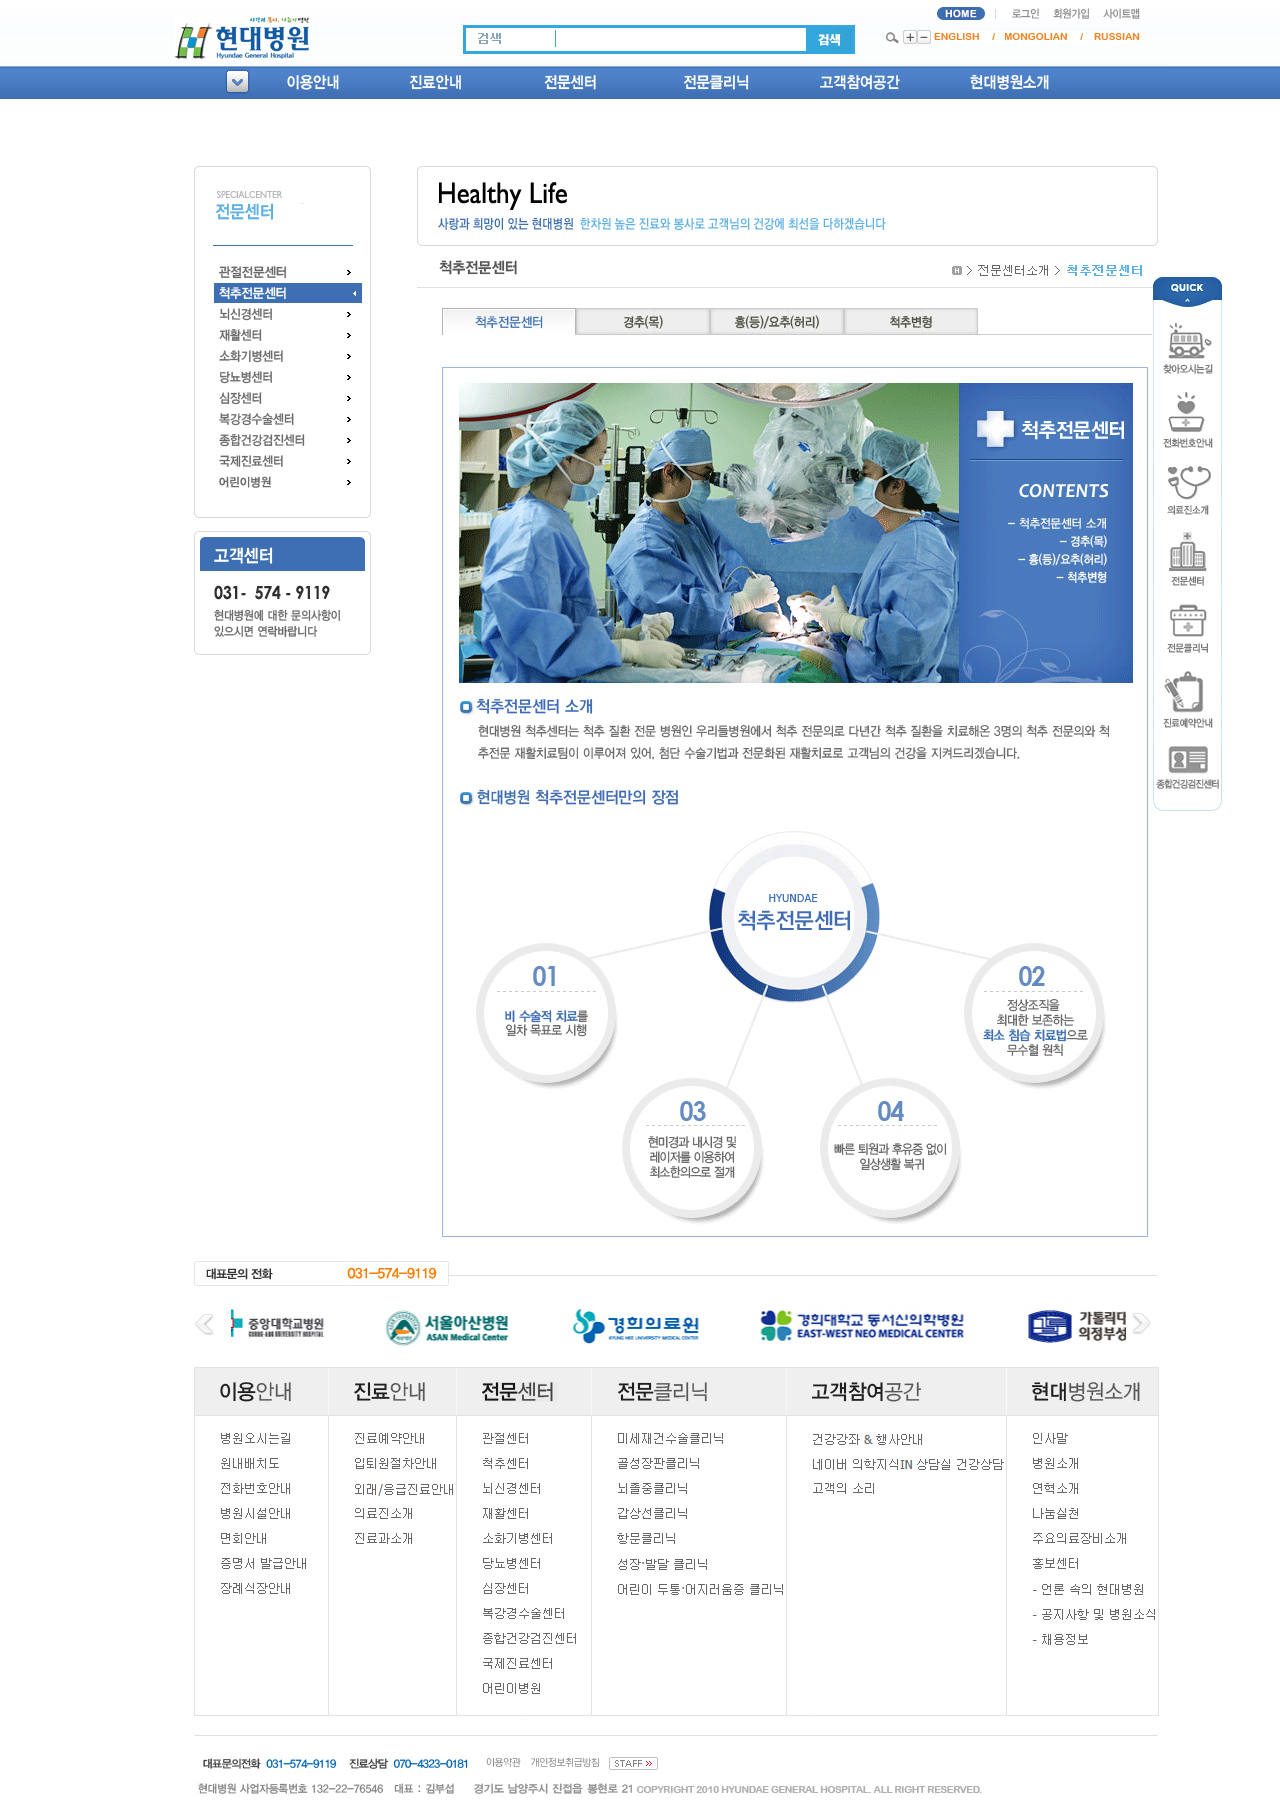 HOME
로그인 회원가입 사이트맵
현대병원
Hyundae General Hospital
검색
검색
ENGLISH / MONGOLIAN / RUSSIAN
이용안내 진료안내 전문센터 전문클리닉 고객참여공간 현대병원소개
SPECIALCENTER
전문센터
관절전문센터
척추전문센터
뇌신경센터
재활센터
소화기병센터
당뇨병센터
심장센터
복강경수술센터
종합건강검진센터
국제진료센터
어린이병원
고객센터
031- 574 - 9119
현대병원에 대한 문의사항이
있으시면 연락바랍니다
Healthy Life
사랑과 희망이 있는 현대병원 한차원 높은 진료와 봉사로 고객님의 건강에 최선을 다하겠습니다
척추전문센터
H > 전문센터소개 > 척추전문센터
척추전문센터 경추(목) 흉(등)/요추(허리) 척추변형
척추전문센터
CONTENTS
- 척추전문센터 소개
- 경추(목)
- 흉(등)/요추(허리)
- 척추변형
QUICK
찾아오시는길
전화번호안내
의료진소개
전문센터
전문클리닉
진료예약안내
종합건강검진센터
척추전문센터 소개
현대병원 척추센터는 척추 질환 전문 병원인 우리들병원에서 척추 전문의로 다년간 척추 질환을 치료해온 3명의 척추 전문의와 척
추전문 재활치료팀이 이루어져 있어, 첨단 수술기법과 전문화된 재활치료로 고객님의 건강을 지켜드리겠습니다.
현대병원 척추전문센터만의 장점
HYUNDAE
척추전문센터
01
비 수술적 치료를
일차 목표로 시행
02
정상조직을
최대한 보존하는
최소 침습 치료법으로
무수혈 원칙
03
현미경과 내시경 및
레이저를 이용하여
최소한의으로 절개
04
빠른 퇴원과 후유증 없이
일상생활 복귀
대표문의 전화 031-574-9119
중앙대학교병원
CHUNG-ANG UNIVERSITY HOSPITAL
서울아산병원
ASAN Medical Center
경희의료원
KYUNG HEE UNIVERSITY MEDICAL CENTER
경희대학교 동서신의학병원
EAST-WEST NEO MEDICAL CENTER
가톨릭대
의정부성
이용안내 진료안내 전문센터 전문클리닉 고객참여공간 현대병원소개
병원오시는길
원내배치도
전화번호안내
병원시설안내
면회안내
증명서 발급안내
장례식장안내
진료예약안내
입퇴원절차안내
외래/응급진료안내
의료진소개
진료과소개
관절센터
척추센터
뇌신경센터
재활센터
소화기병센터
당뇨병센터
심장센터
복강경수술센터
종합건강검진센터
국제진료센터
어린이병원
미세재건수술클리닉
골성장판클리닉
뇌졸중클리닉
갑상선클리닉
항문클리닉
성장·발달 클리닉
어린이 두통·어지러움증 클리닉
건강강좌 & 행사안내
네이버 의학지식IN 상담실 건강상담
고객의 소리
인사말
병원소개
연혁소개
나눔실천
주요의료장비소개
홍보센터
- 언론 속의 현대병원
- 공지사항 및 병원소식
- 채용정보
대표문의전화 031-574-9119 진료상담 070-4323-0181 이용약관 개인정보취급방침 STAFF
현대병원 사업자등록번호 132-22-76546 대표 : 김부섭 경기도 남양주시 진접읍 봉현로 21 COPYRIGHT 2010 HYUNDAE GENERAL HOSPITAL. ALL RIGHT RESERVED.